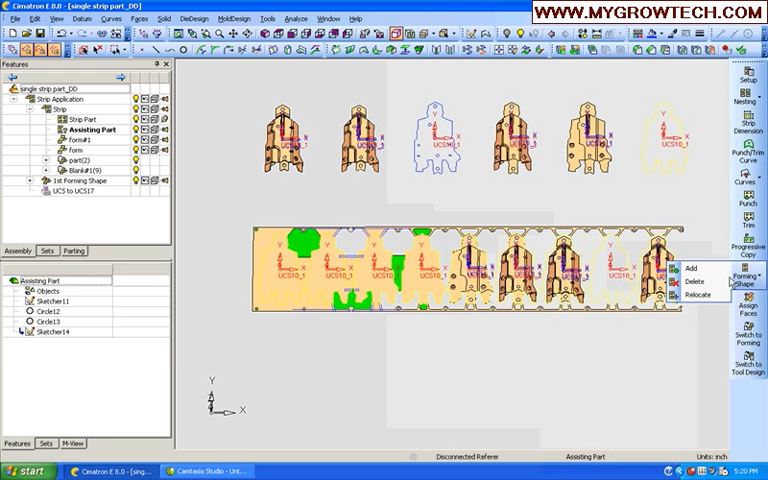 Cimatron E 8.0 - [single strip part_DD]
WWW.MYGROWTECH.COM
File Edit View Datum Curves Faces Solid DieDesign MoldDesign Tools Analyze Window Help
Features
single strip part_DD
Strip Application
Strip
Strip Part
Assisting Part
form#1
form
part(2)
Blank#1(9)
1st Forming Shape
UCS to UCS17
Assembly Sets Parting
Assisting Part
Objects
Sketcher11
Circle12
Circle13
Sketcher14
Features Sets M-View
Setup
Nesting
Strip Dimension
Punch/Trim Curve
Curves
Punch
Trim
Progressive Copy
Forming Shape
Assign Faces
Switch to Forming
Switch to Tool Design
Add
Delete
Relocate
Y
X
Disconnected Referer
Assisting Part
Units: inch
start
Cimatron E 8.0 - [sing...
Camtasia Studio - Unt...
5:20 PM